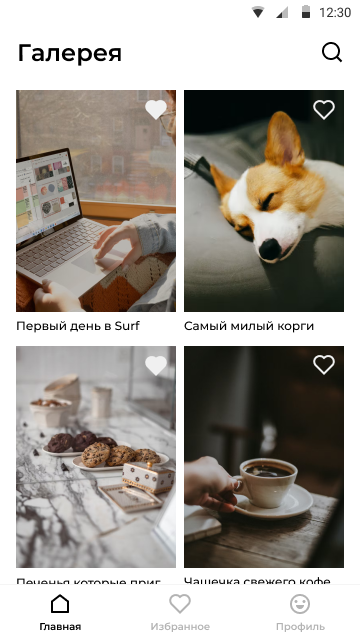 12:30
Галерея
Первый день в Surf
Самый милый корги
Печенья которые приг
Чашечка свежего кофе
Главная
Избранное
Профиль